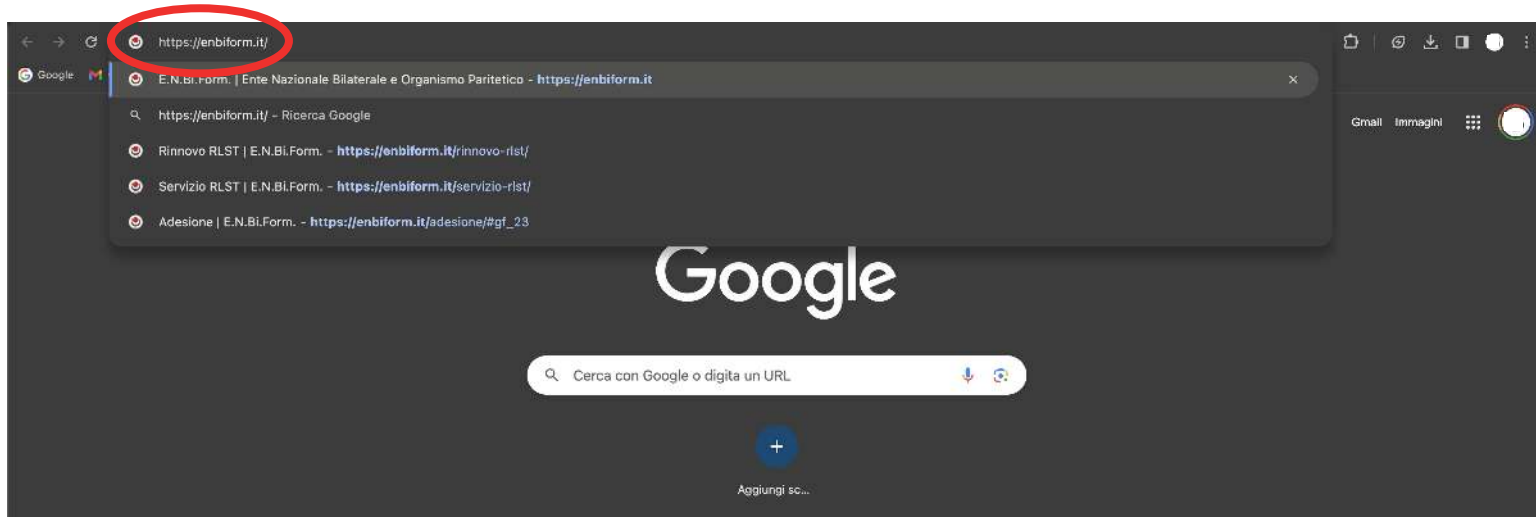 https://enbiform.it/
Google
E.N.Bi.Form. | Ente Nazionale Bilaterale e Organismo Paritetico - https://enbiform.it
https://enbiform.it/ - Ricerca Google
Gmail Immagini
Rinnovo RLST | E.N.Bi.Form. - https://enbiform.it/rinnovo-rlst/
Servizio RLST | E.N.Bi.Form. - https://enbiform.it/servizio-rlst/
Adesione | E.N.Bi.Form. - https://enbiform.it/adesione/#gf_23
Google
Cerca con Google o digita un URL
Aggiungi sc...